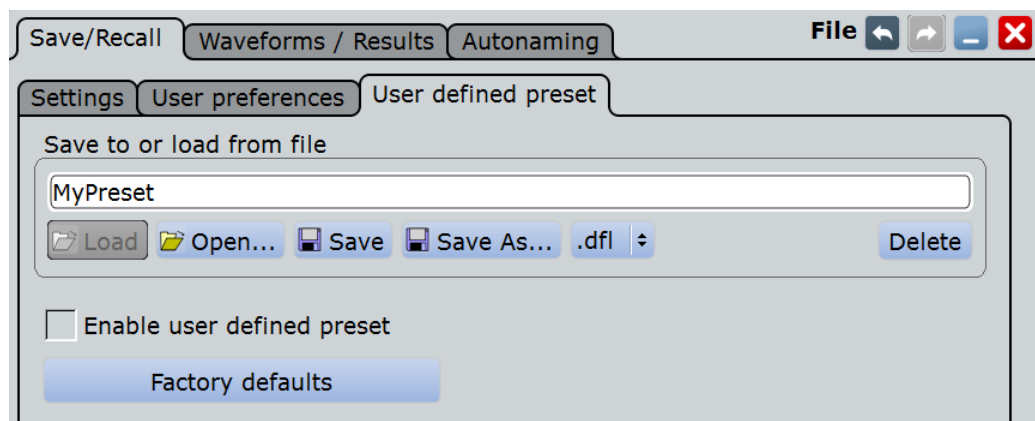 Save/Recall Waveforms / Results Autonaming File
Settings User preferences User defined preset
Save to or load from file
MyPreset
Load Open... Save Save As... .dfl Delete
Enable user defined preset
Factory defaults